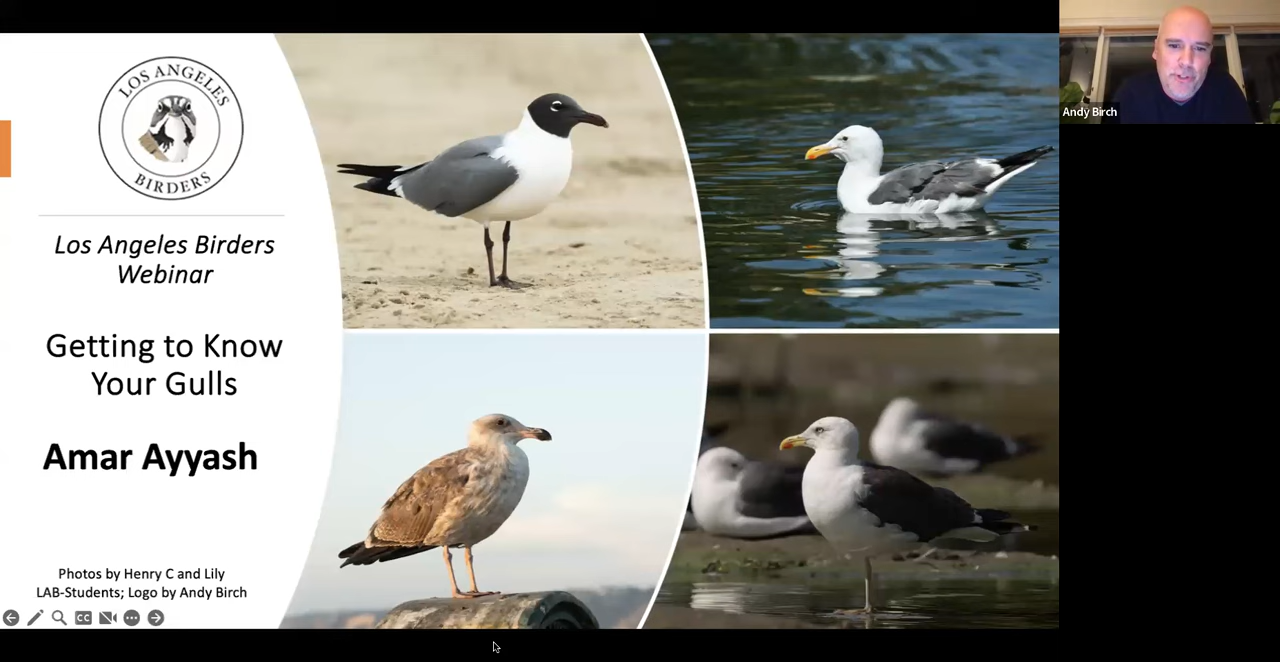 LOS ANGELES
BIRDERS
Los Angeles Birders
Webinar
Getting to Know
Your Gulls
Amar Ayyash
Photos by Henry C and Lily
LAB-Students; Logo by Andy Birch
CC
Andy Birch